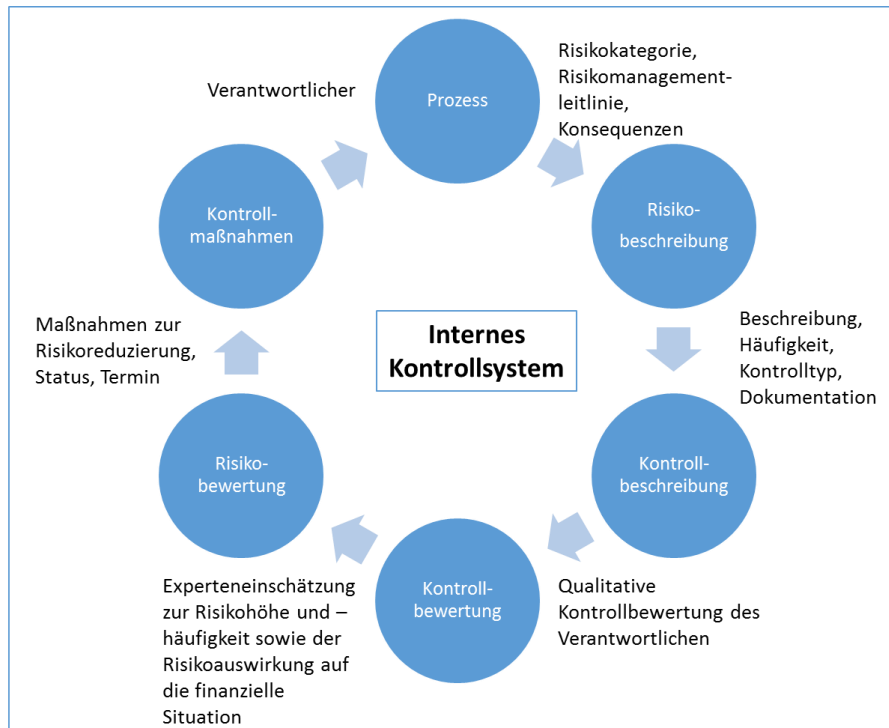 Prozess
Risikokategorie,
Risikomanagement-
leitlinie,
Konsequenzen
Risiko-
beschreibung
Beschreibung,
Häufigkeit,
Kontrolltyp,
Dokumentation
Kontroll-
beschreibung
Qualitative
Kontrollbewertung des
Verantwortlichen
Kontroll-
bewertung
Experteneinschätzung
zur Risikohöhe und –
häufigkeit sowie der
Risikoauswirkung auf
die finanzielle
Situation
Risiko-
bewertung
Maßnahmen zur
Risikoreduzierung,
Status, Termin
Kontroll-
maßnahmen
Verantwortlicher
Internes
Kontrollsystem